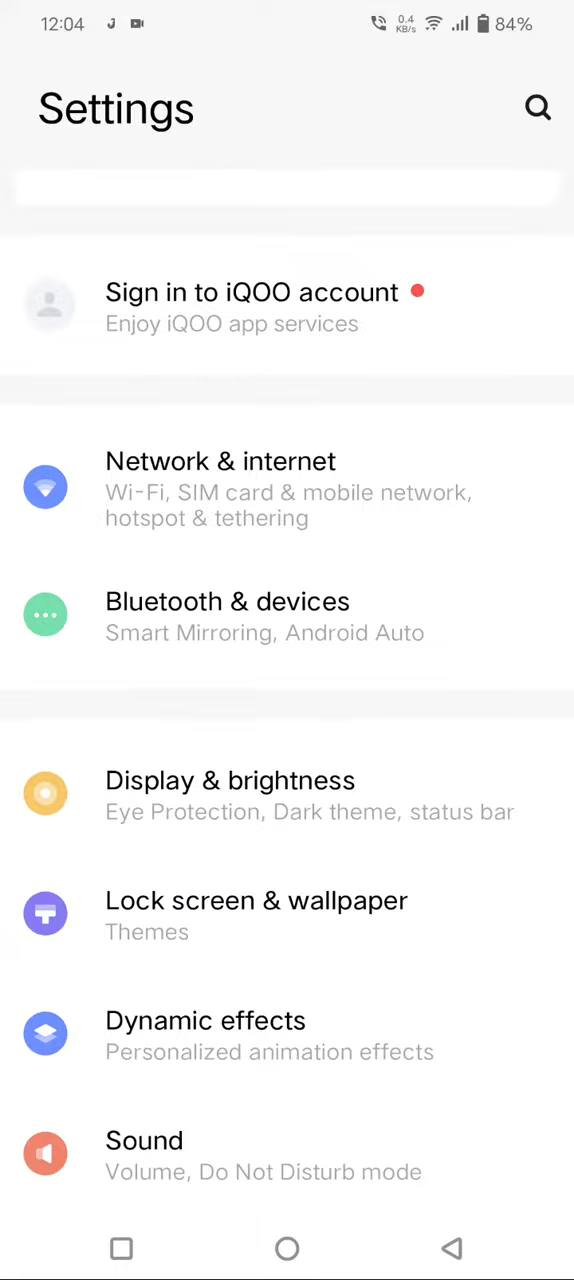 12:04 0.4 KB/s 84%
Settings
Sign in to iQOO account
Enjoy iQOO app services
Network & internet
Wi-Fi, SIM card & mobile network,
hotspot & tethering
Bluetooth & devices
Smart Mirroring, Android Auto
Display & brightness
Eye Protection, Dark theme, status bar
Lock screen & wallpaper
Themes
Dynamic effects
Personalized animation effects
Sound
Volume, Do Not Disturb mode